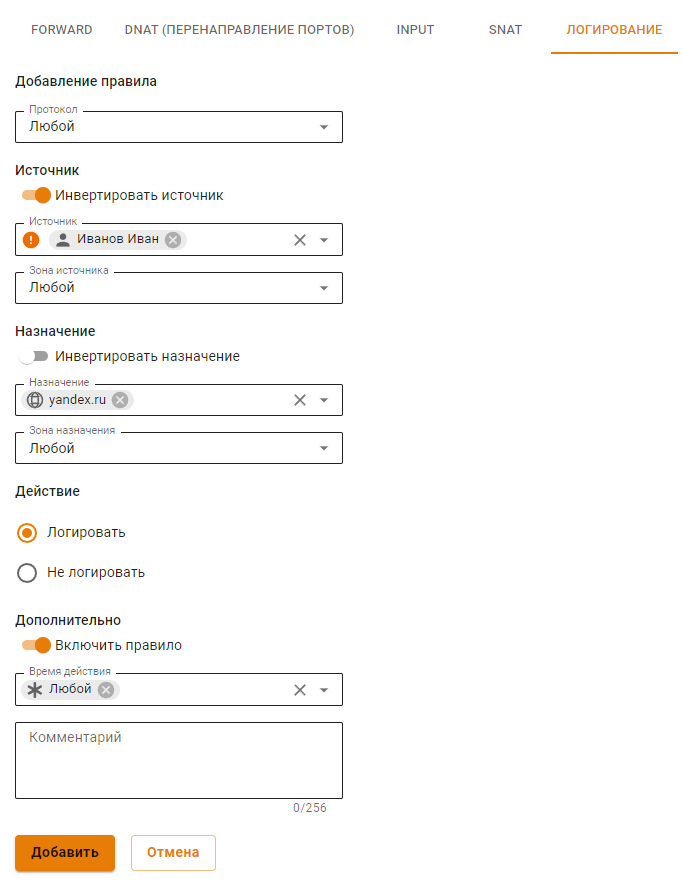 FORWARD DNAT (ПЕРЕНАПРАВЛЕНИЕ ПОРТОВ) INPUT SNAT ЛОГИРОВАНИЕ
Добавление правила
Протокол
Любой
Источник
Инвертировать источник
Источник
Иванов Иван
Зона источника
Любой
Назначение
Инвертировать назначение
Назначение
yandex.ru
Зона назначения
Любой
Действие
Логировать
Не логировать
Дополнительно
Включить правило
Время действия
Любой
Комментарий
0/256
Добавить Отмена